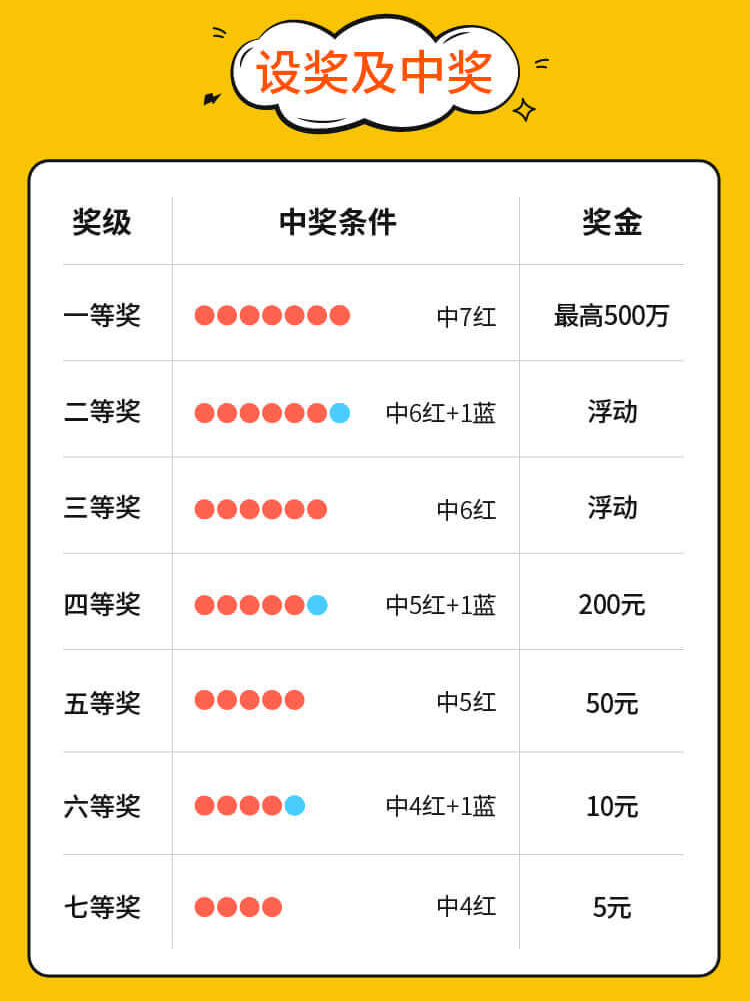 设奖及中奖
奖级 中奖条件 奖金
一等奖 中7红 最高500万
二等奖 中6红+1蓝 浮动
三等奖 中6红 浮动
四等奖 中5红+1蓝 200元
五等奖 中5红 50元
六等奖 中4红+1蓝 10元
七等奖 中4红 5元